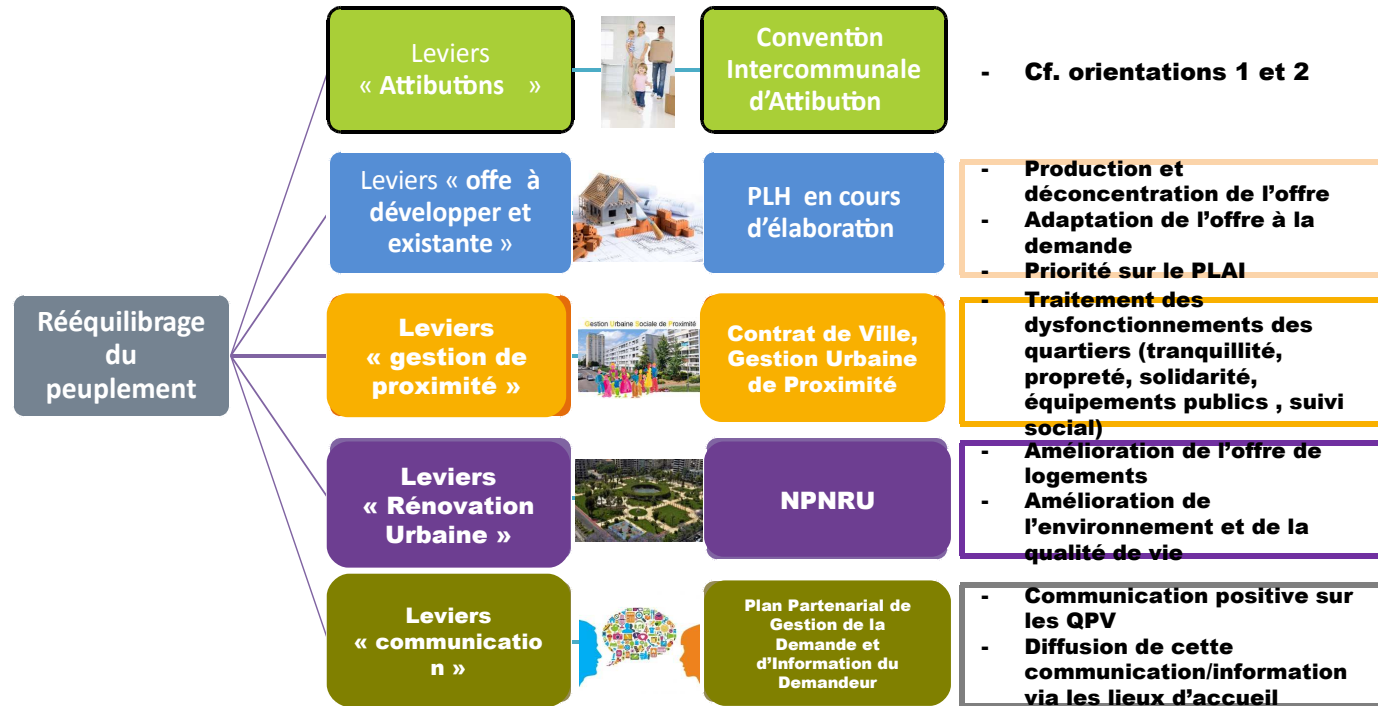 Leviers
« Attibutions »
Convention
Intercommunale
d’Attibution
- Cf. orientations 1 et 2
Leviers « offe à
développer et
existante »
PLH en cours
d’élaboration
- Production et
déconcentration de l’offre
- Adaptation de l’offre à la
demande
- Priorité sur le PLAI
Rééquilibrage
du
peuplement
Leviers
« gestion de
proximité »
Gestion Urbaine Sociale de Proximité
Contrat de Ville,
Gestion Urbaine
de Proximité
- Traitement des
dysfonctionnements des
quartiers (tranquillité,
propreté, solidarité,
équipements publics , suivi
social)
Leviers
« Rénovation
Urbaine »
NPNRU
- Amélioration de l’offre de
logements
- Amélioration de
l’environnement et de la
qualité de vie
Leviers
« communicatio
n »
Plan Partenarial de
Gestion de la
Demande et
d’Information du
Demandeur
- Communication positive sur
les QPV
- Diffusion de cette
communication/information
via les lieux d’accueil